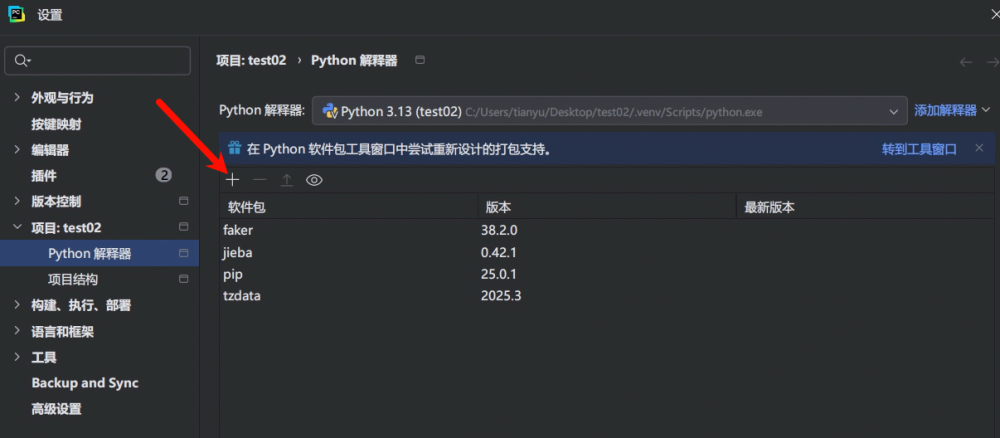 PC 设置
项目: test02 › Python 解释器
外观与行为
按键映射
编辑器
插件 2
版本控制
项目: test02
Python 解释器
项目结构
构建、执行、部署
语言和框架
工具
Backup and Sync
高级设置
Python 解释器: Python 3.13 (test02) C:/Users/tianyu/Desktop/test02/.venv/Scripts/python.exe 添加解释器
在 Python 软件包工具窗口中尝试重新设计的打包支持。 转到工具窗口
软件包 版本 最新版本
faker 38.2.0
jieba 0.42.1
pip 25.0.1
tzdata 2025.3